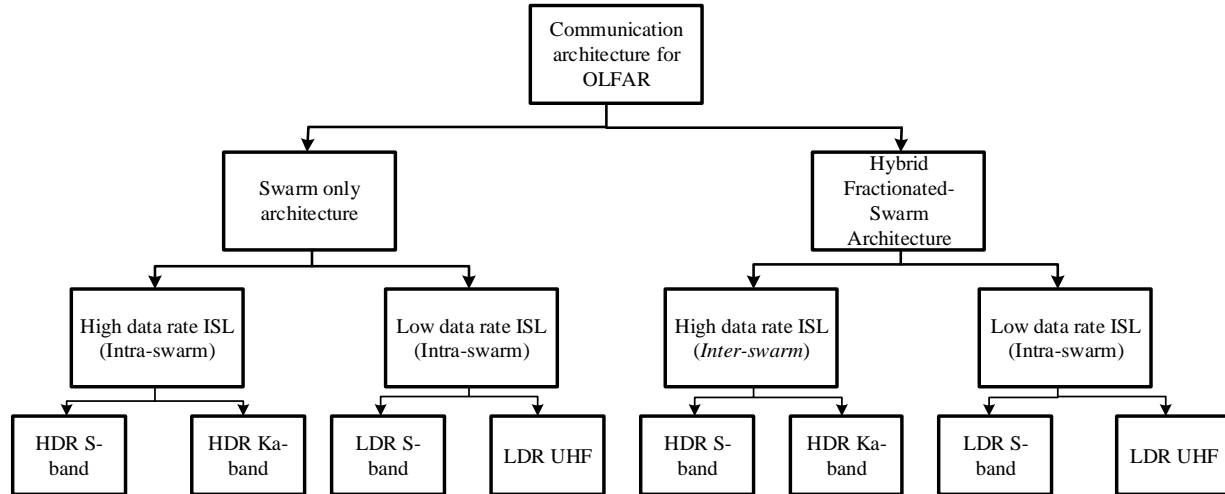 Communication
architecture for
OLFAR
Swarm only
architecture
Hybrid
Fractionated-
Swarm
Architecture
High data rate ISL
(Intra-swarm)
Low data rate ISL
(Intra-swarm)
High data rate ISL
(Inter-swarm)
Low data rate ISL
(Intra-swarm)
HDR S-
band
HDR Ka-
band
LDR S-
band
LDR UHF
HDR S-
band
HDR Ka-
band
LDR S-
band
LDR UHF